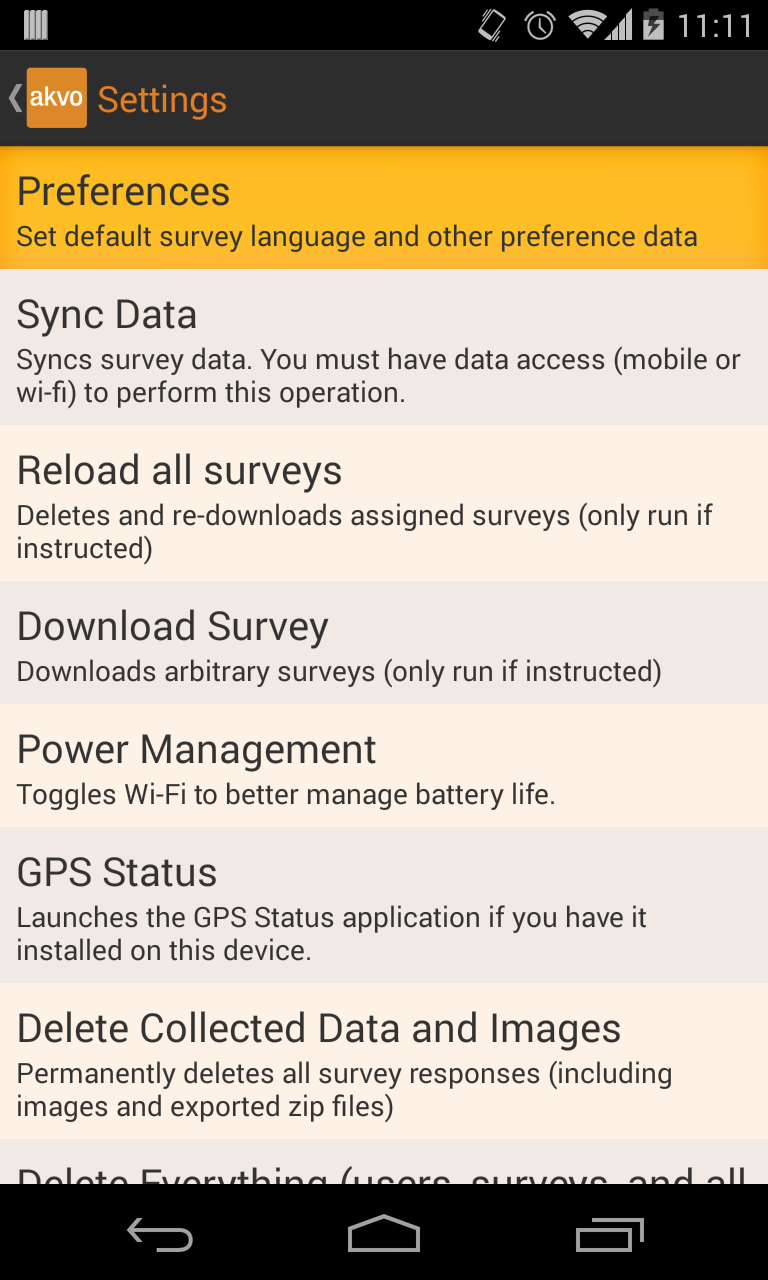 11:11
akvo Settings
Preferences
Set default survey language and other preference data
Sync Data
Syncs survey data. You must have data access (mobile or
wi-fi) to perform this operation.
Reload all surveys
Deletes and re-downloads assigned surveys (only run if
instructed)
Download Survey
Downloads arbitrary surveys (only run if instructed)
Power Management
Toggles Wi-Fi to better manage battery life.
GPS Status
Launches the GPS Status application if you have it
installed on this device.
Delete Collected Data and Images
Permanently deletes all survey responses (including
images and exported zip files)
Delete Everything (users, surveys, and all